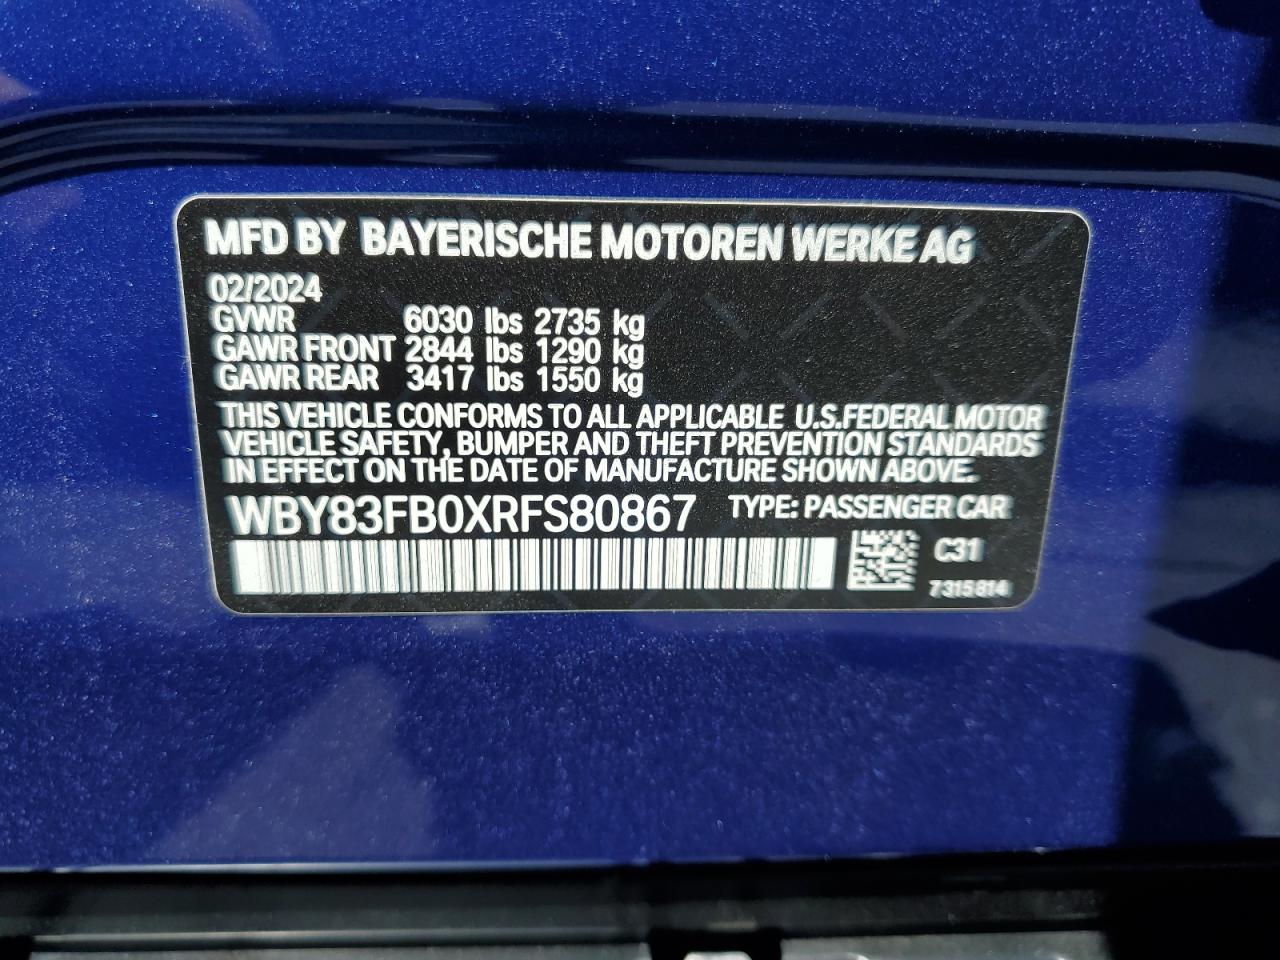 MFD BY BAYERISCHE MOTOREN WERKE AG
02/2024
GVWR 6030 lbs 2735 kg
GAWR FRONT 2844 lbs 1290 kg
GAWR REAR 3417 lbs 1550 kg
THIS VEHICLE CONFORMS TO ALL APPLICABLE U.S.FEDERAL MOTOR
VEHICLE SAFETY, BUMPER AND THEFT PREVENTION STANDARDS
IN EFFECT ON THE DATE OF MANUFACTURE SHOWN ABOVE.
WBY83FB0XRFS80867 TYPE: PASSENGER CAR
C31
7315814